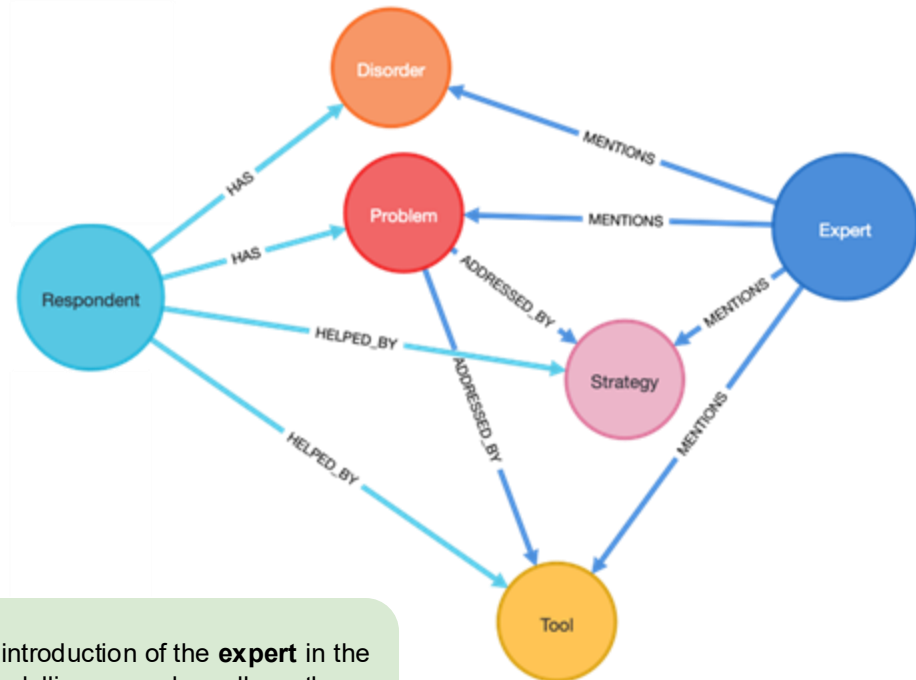 Disorder
MENTIONS
HAS
Problem
MENTIONS
Expert
HAS
ADDRESSED_BY
Respondent
MENTIONS
HELPED_BY
Strategy
ADDRESSED_BY
MENTIONS
HELPED_BY
Tool
introduction of the expert in the